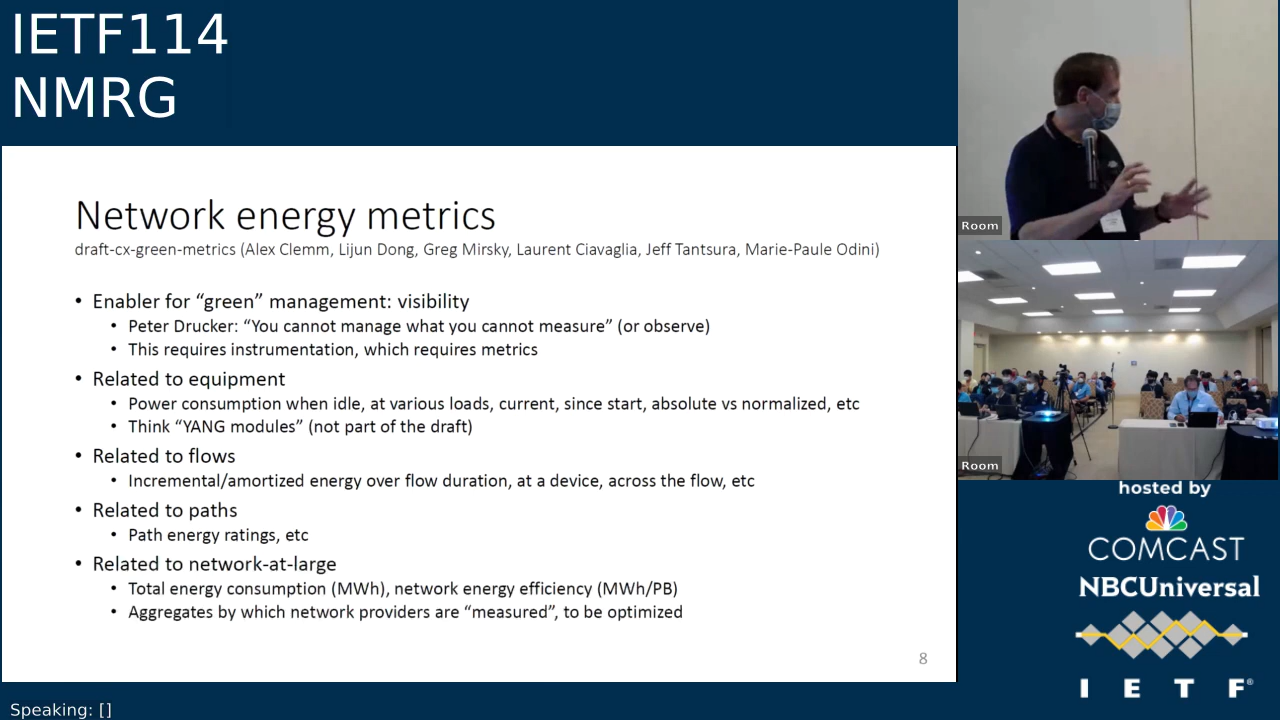 IETF114
NMRG
Network energy metrics
draft-cx-green-metrics (Alex Clemm, Lijun Dong, Greg Mirsky, Laurent Ciavaglia, Jeff Tantsura, Marie-Paule Odini)
• Enabler for “green” management: visibility
• Peter Drucker: “You cannot manage what you cannot measure” (or observe)
• This requires instrumentation, which requires metrics
• Related to equipment
• Power consumption when idle, at various loads, current, since start, absolute vs normalized, etc
• Think “YANG modules” (not part of the draft)
• Related to flows
• Incremental/amortized energy over flow duration, at a device, across the flow, etc
• Related to paths
• Path energy ratings, etc
• Related to network-at-large
• Total energy consumption (MWh), network energy efficiency (MWh/PB)
• Aggregates by which network providers are “measured”, to be optimized
8
Speaking: []
Room
Room
hosted by
COMCAST
NBCUniversal
I E T F®